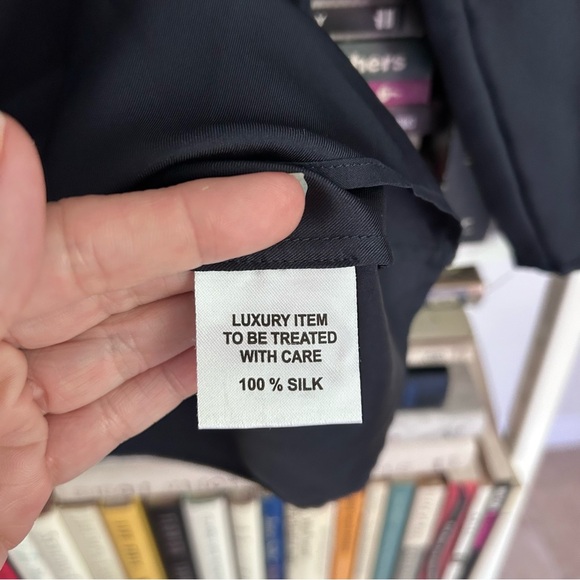 LUXURY ITEM
TO BE TREATED
WITH CARE
100 % SILK